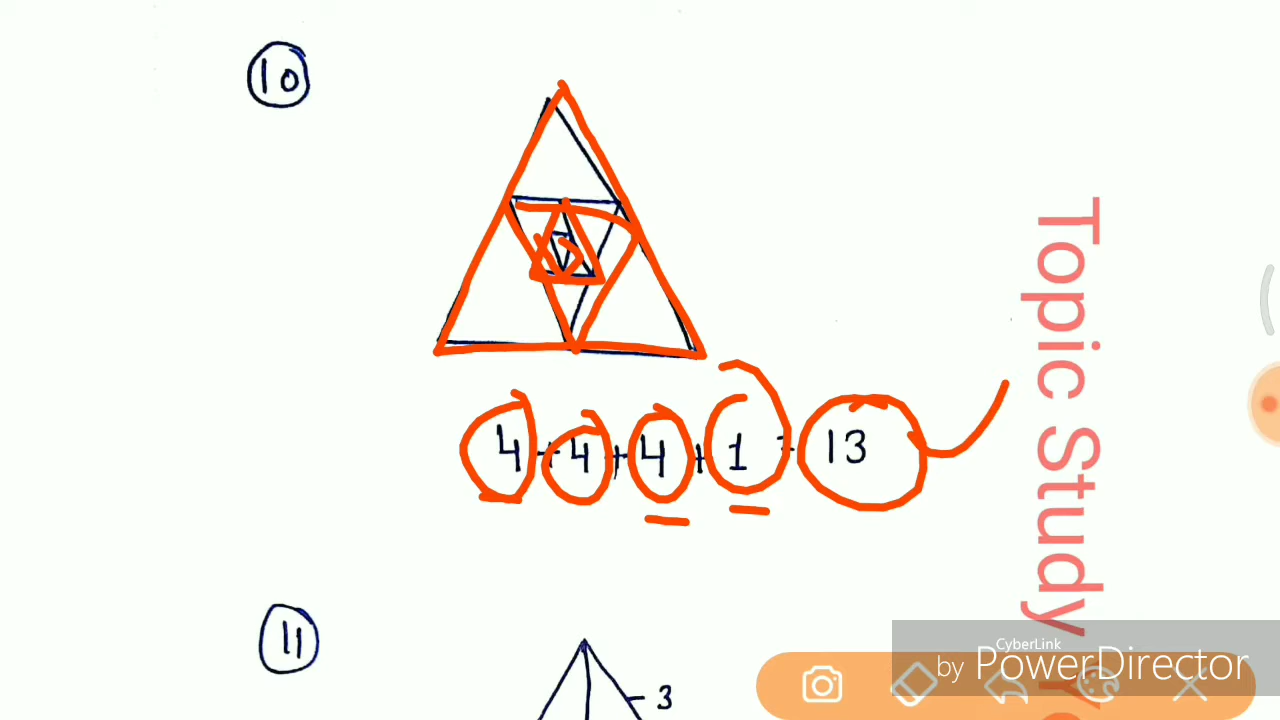 10
4 + 4 + 4 + 1 = 13
11
3
Topic Study
CyberLink
by PowerDirector